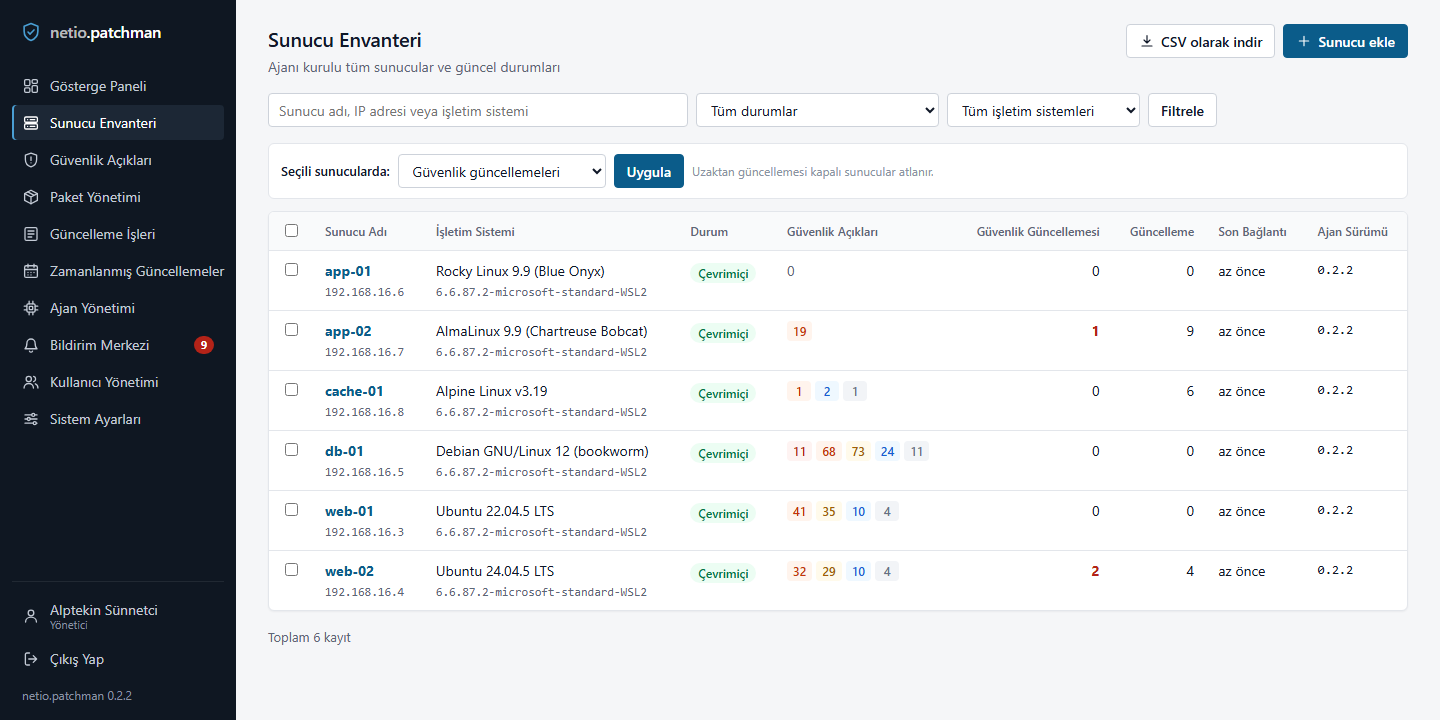 netio.patchman
Gösterge Paneli
Sunucu Envanteri
Güvenlik Açıkları
Paket Yönetimi
Güncelleme İşleri
Zamanlanmış Güncellemeler
Ajan Yönetimi
Bildirim Merkezi 9
Kullanıcı Yönetimi
Sistem Ayarları
Alptekin Sünnetci
Yönetici
Çıkış Yap
netio.patchman 0.2.2
Sunucu Envanteri
Ajanı kurulu tüm sunucular ve güncel durumları
CSV olarak indir
Sunucu ekle
Sunucu adı, IP adresi veya işletim sistemi
Tüm durumlar
Tüm işletim sistemleri
Filtrele
Seçili sunucularda: Güvenlik güncellemeleri Uygula Uzaktan güncellemesi kapalı sunucular atlanır.
Sunucu Adı İşletim Sistemi Durum Güvenlik Açıkları Güvenlik Güncellemesi Güncelleme Son Bağlantı Ajan Sürümü
app-01 Rocky Linux 9.9 (Blue Onyx) Çevrimiçi 0 0 0 az önce 0.2.2
192.168.16.6 6.6.87.2-microsoft-standard-WSL2
app-02 AlmaLinux 9.9 (Chartreuse Bobcat) Çevrimiçi 19 1 9 az önce 0.2.2
192.168.16.7 6.6.87.2-microsoft-standard-WSL2
cache-01 Alpine Linux v3.19 Çevrimiçi 1 2 1 0 6 az önce 0.2.2
192.168.16.8 6.6.87.2-microsoft-standard-WSL2
db-01 Debian GNU/Linux 12 (bookworm) Çevrimiçi 11 68 73 24 11 0 0 az önce 0.2.2
192.168.16.5 6.6.87.2-microsoft-standard-WSL2
web-01 Ubuntu 22.04.5 LTS Çevrimiçi 41 35 10 4 0 0 az önce 0.2.2
192.168.16.3 6.6.87.2-microsoft-standard-WSL2
web-02 Ubuntu 24.04.5 LTS Çevrimiçi 32 29 10 4 2 4 az önce 0.2.2
192.168.16.4 6.6.87.2-microsoft-standard-WSL2
Toplam 6 kayıt